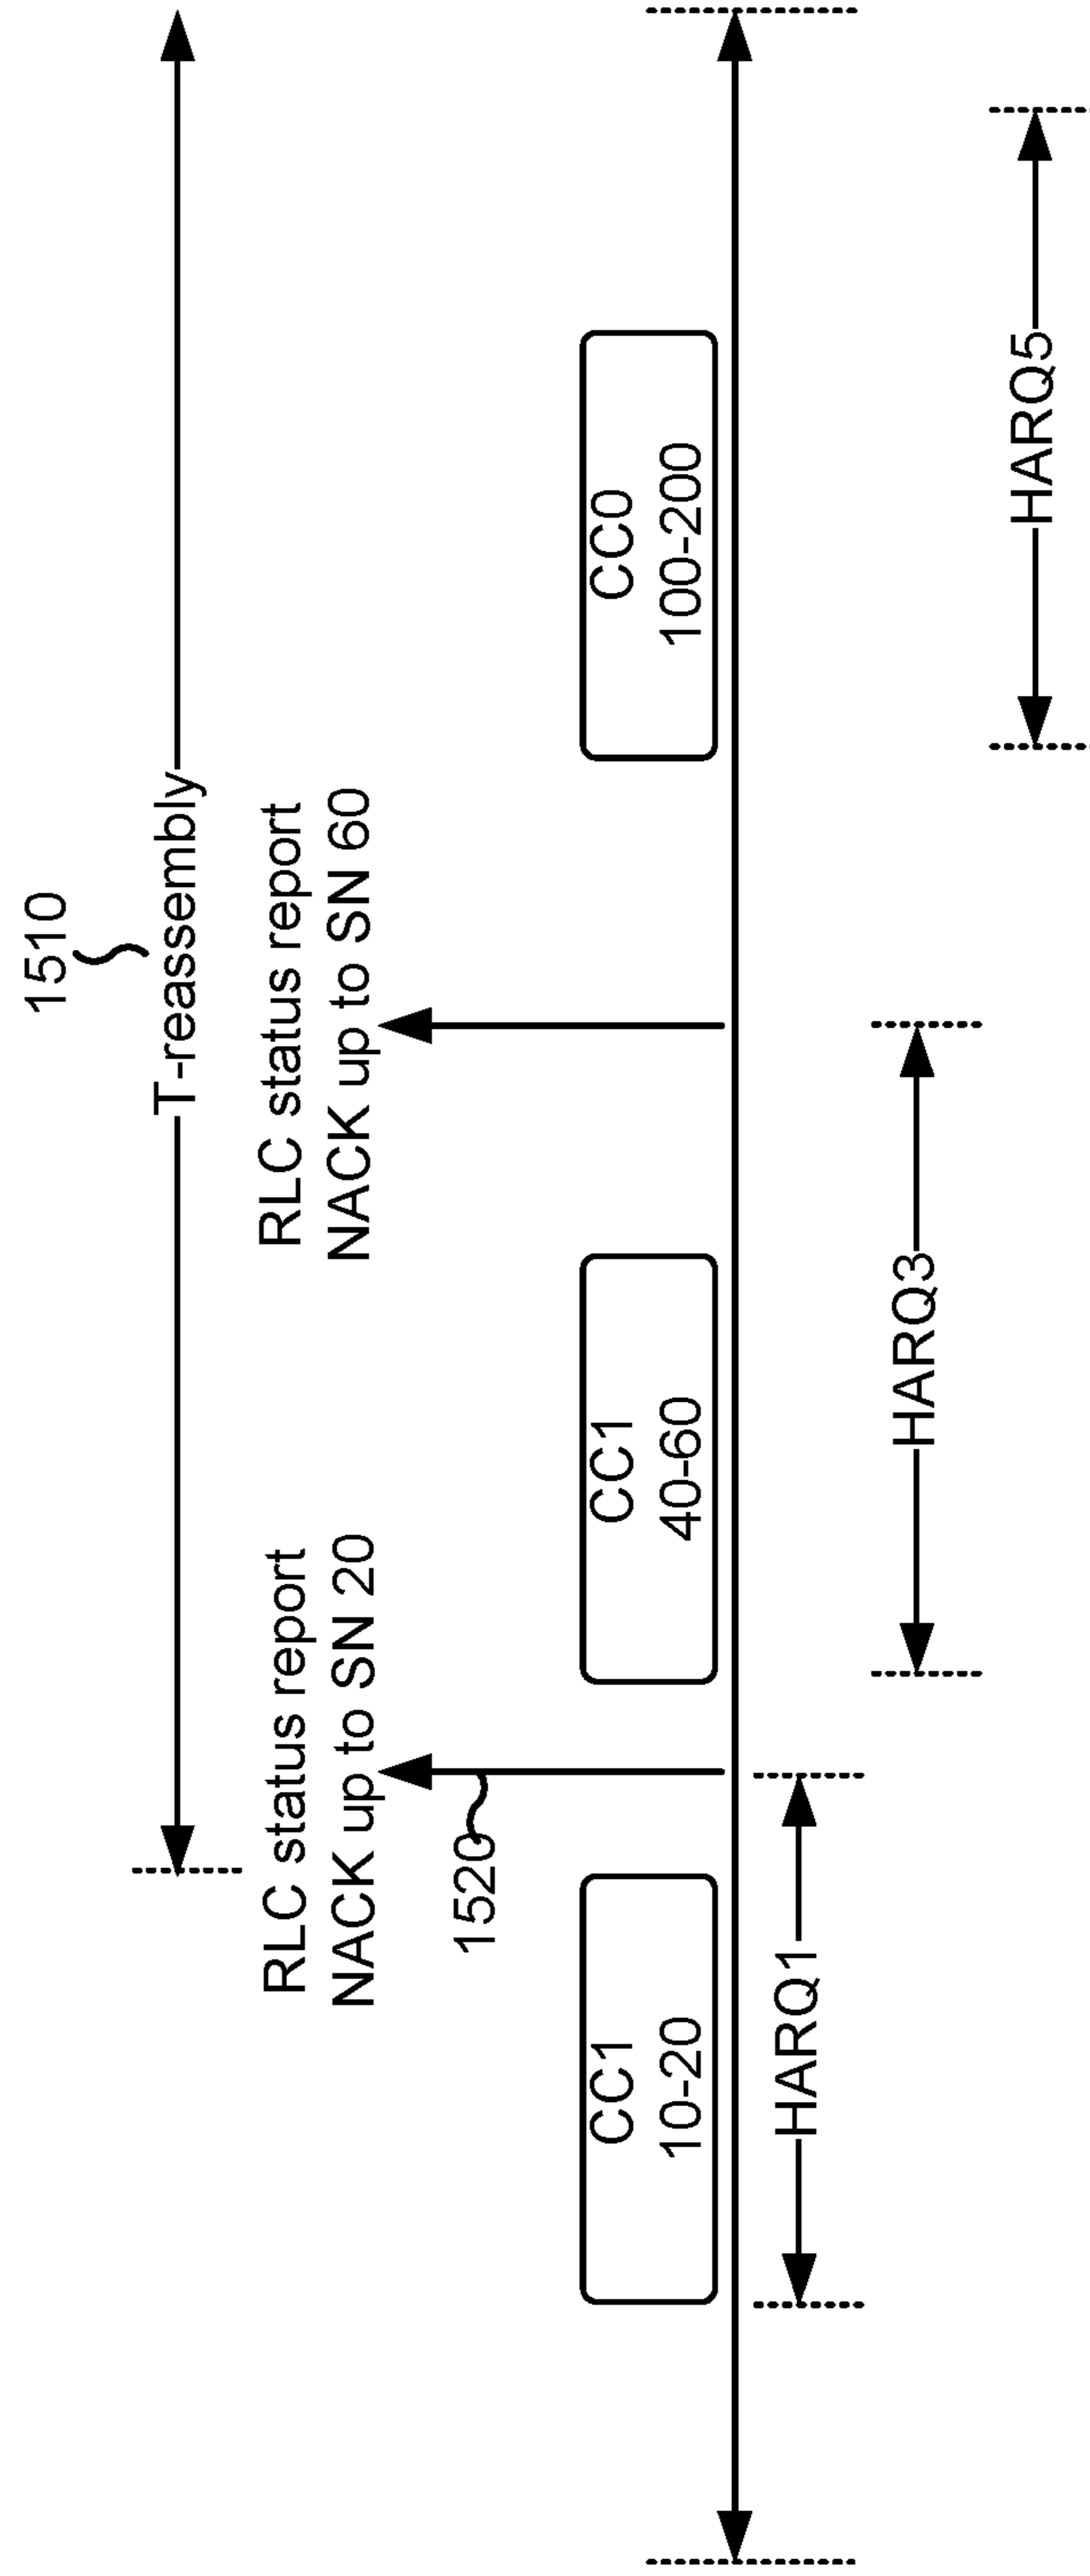 1510
T-reassembly
RLC status report
NACK up to SN 20
RLC status report
NACK up to SN 60
1520
CC1
10-20
CC1
40-60
CC0
100-200
HARQ1
HARQ3
HARQ5